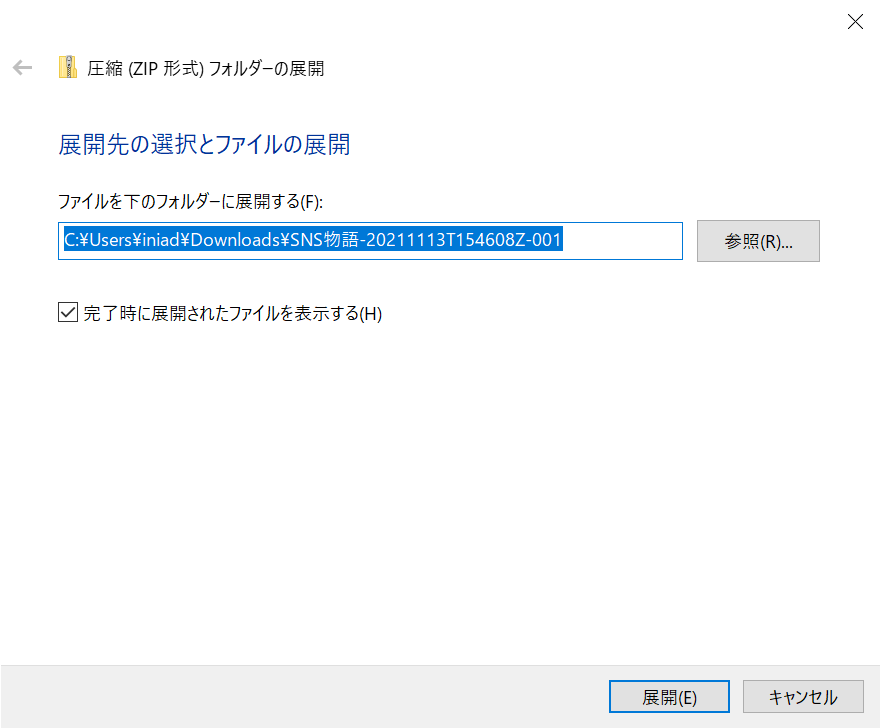 圧縮 (ZIP 形式) フォルダーの展開
展開先の選択とファイルの展開
ファイルを下のフォルダーに展開する(F):
C:¥Users¥iniad¥Downloads¥SNS物語-20211113T154608Z-001
参照(R)...
完了時に展開されたファイルを表示する(H)
展開(E)
キャンセル